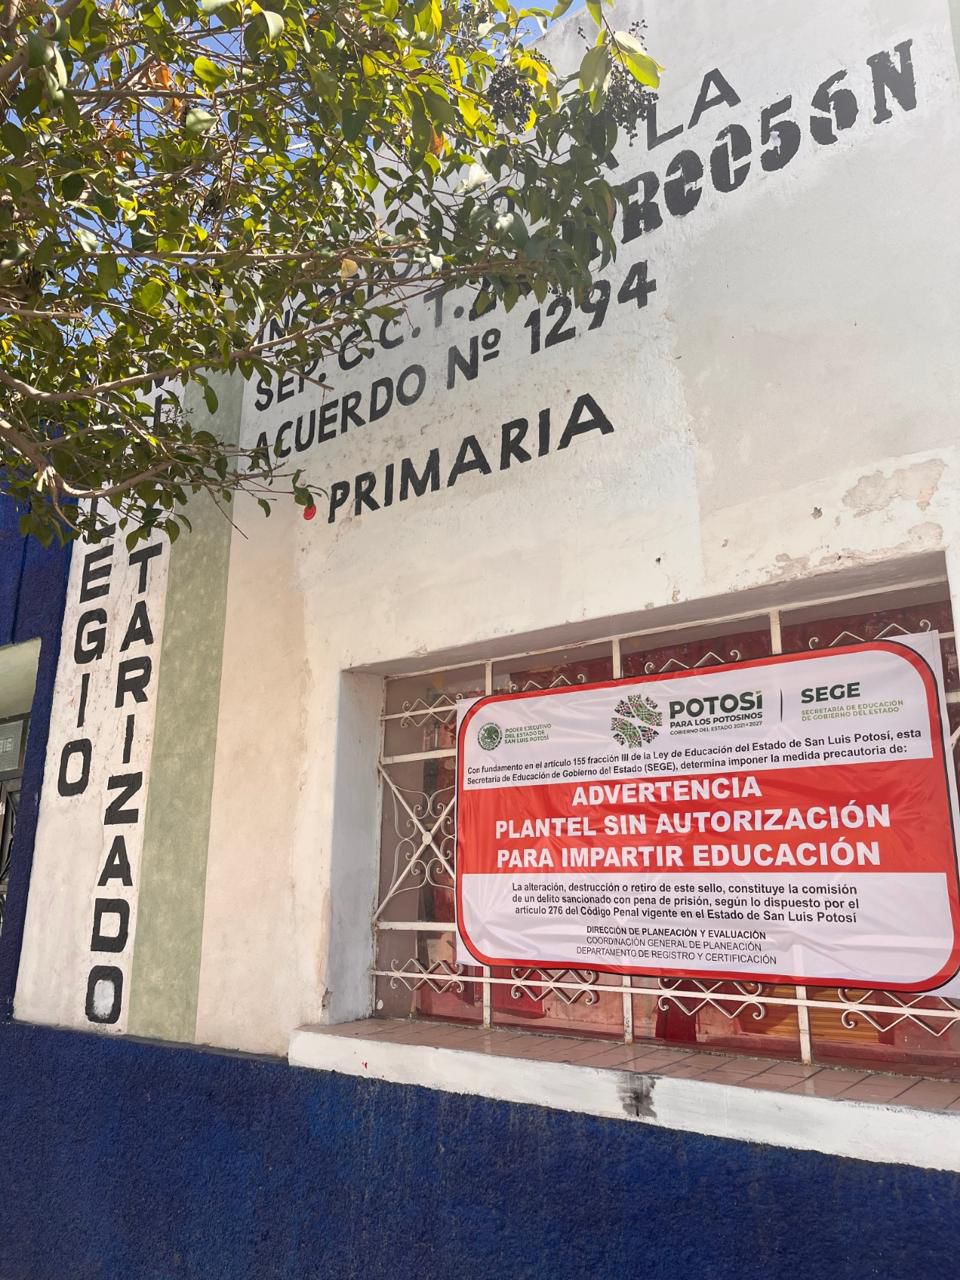 LA
INCORPO
SEP. C.C.T.
ACUERDO Nº 1294
PRIMARIA
LEGIO
TARIZADO
PODER EJECUTIVO
DEL ESTADO DE
SAN LUIS POTOSÍ
POTOSÍ
PARA LOS POTOSINOS
GOBIERNO DEL ESTADO 2021•2027
SEGE
SECRETARÍA DE EDUCACIÓN
DE GOBIERNO DEL ESTADO
Con fundamento en el artículo 155 fracción III de la Ley de Educación del Estado de San Luis Potosí, esta
Secretaría de Educación de Gobierno del Estado (SEGE), determina imponer la medida precautoria de:
ADVERTENCIA
PLANTEL SIN AUTORIZACIÓN
PARA IMPARTIR EDUCACIÓN
La alteración, destrucción o retiro de este sello, constituye la comisión
de un delito sancionado con pena de prisión, según lo dispuesto por el
artículo 276 del Código Penal vigente en el Estado de San Luis Potosí
DIRECCIÓN DE PLANEACIÓN Y EVALUACIÓN
COORDINACIÓN GENERAL DE PLANEACIÓN
DEPARTAMENTO DE REGISTRO Y CERTIFICACIÓN